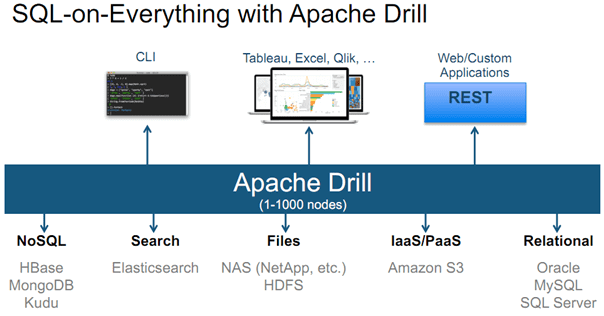 SQL-on-Everything with Apache Drill
CLI
Tableau, Excel, Qlik, ...
Web/Custom
Applications
REST
Apache Drill
(1-1000 nodes)
NoSQL
HBase
MongoDB
Kudu
Search
Elasticsearch
Files
NAS (NetApp, etc.)
HDFS
IaaS/PaaS
Amazon S3
Relational
Oracle
MySQL
SQL Server